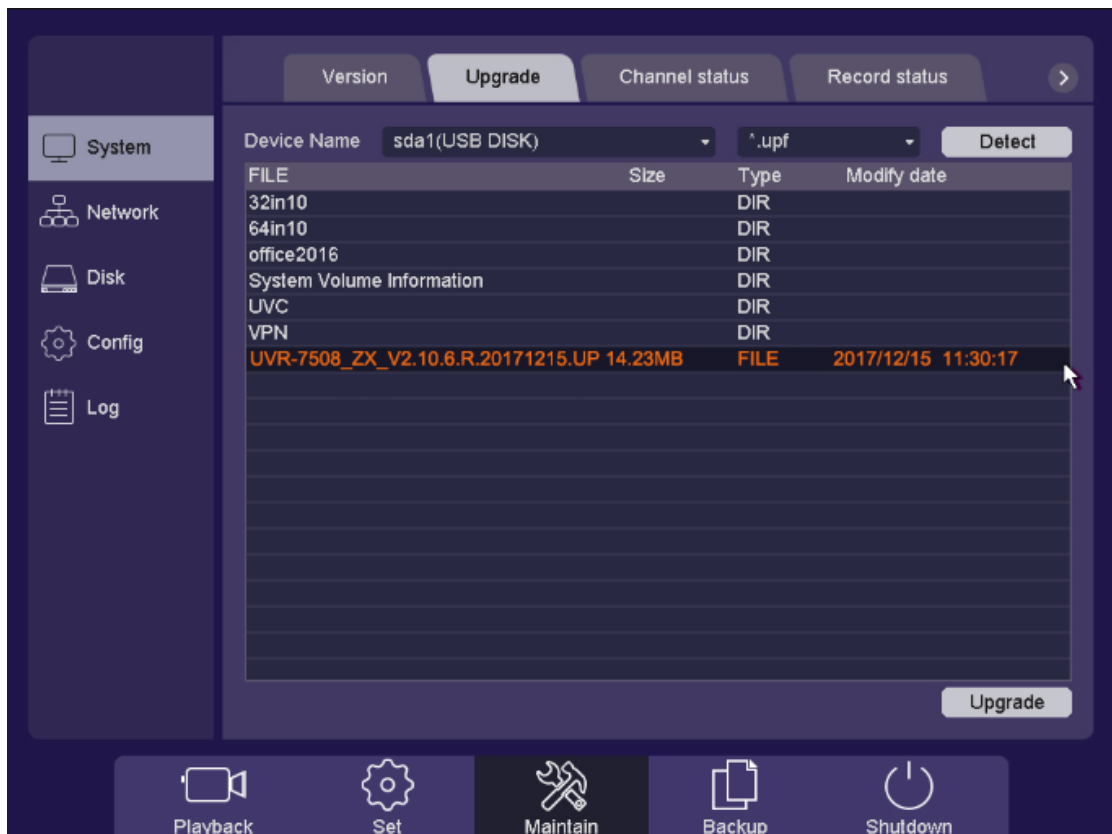 Version Upgrade Channel status Record status >
System
Network
Disk
Config
Log
Device Name sda1(USB DISK) *.upf Detect
FILE Size Type Modify date
32in10 DIR
64in10 DIR
office2016 DIR
System Volume Information DIR
UVC DIR
VPN DIR
UVR-7508_ZX_V2.10.6.R.20171215.UP 14.23MB FILE 2017/12/15 11:30:17
Upgrade
Playback Set Maintain Backup Shutdown